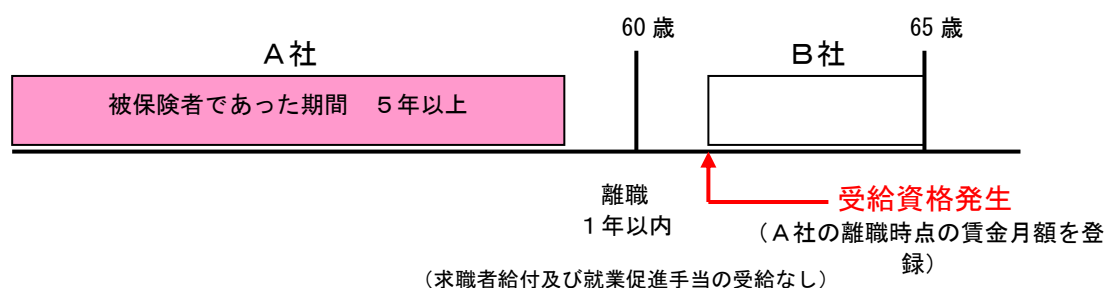 60 歳
65 歳
A社
B社
被保険者であった期間　５年以上
離職
１年以内
受給資格発生
（Ａ社の離職時点の賃金月額を登
録）
（求職者給付及び就業促進手当の受給なし）